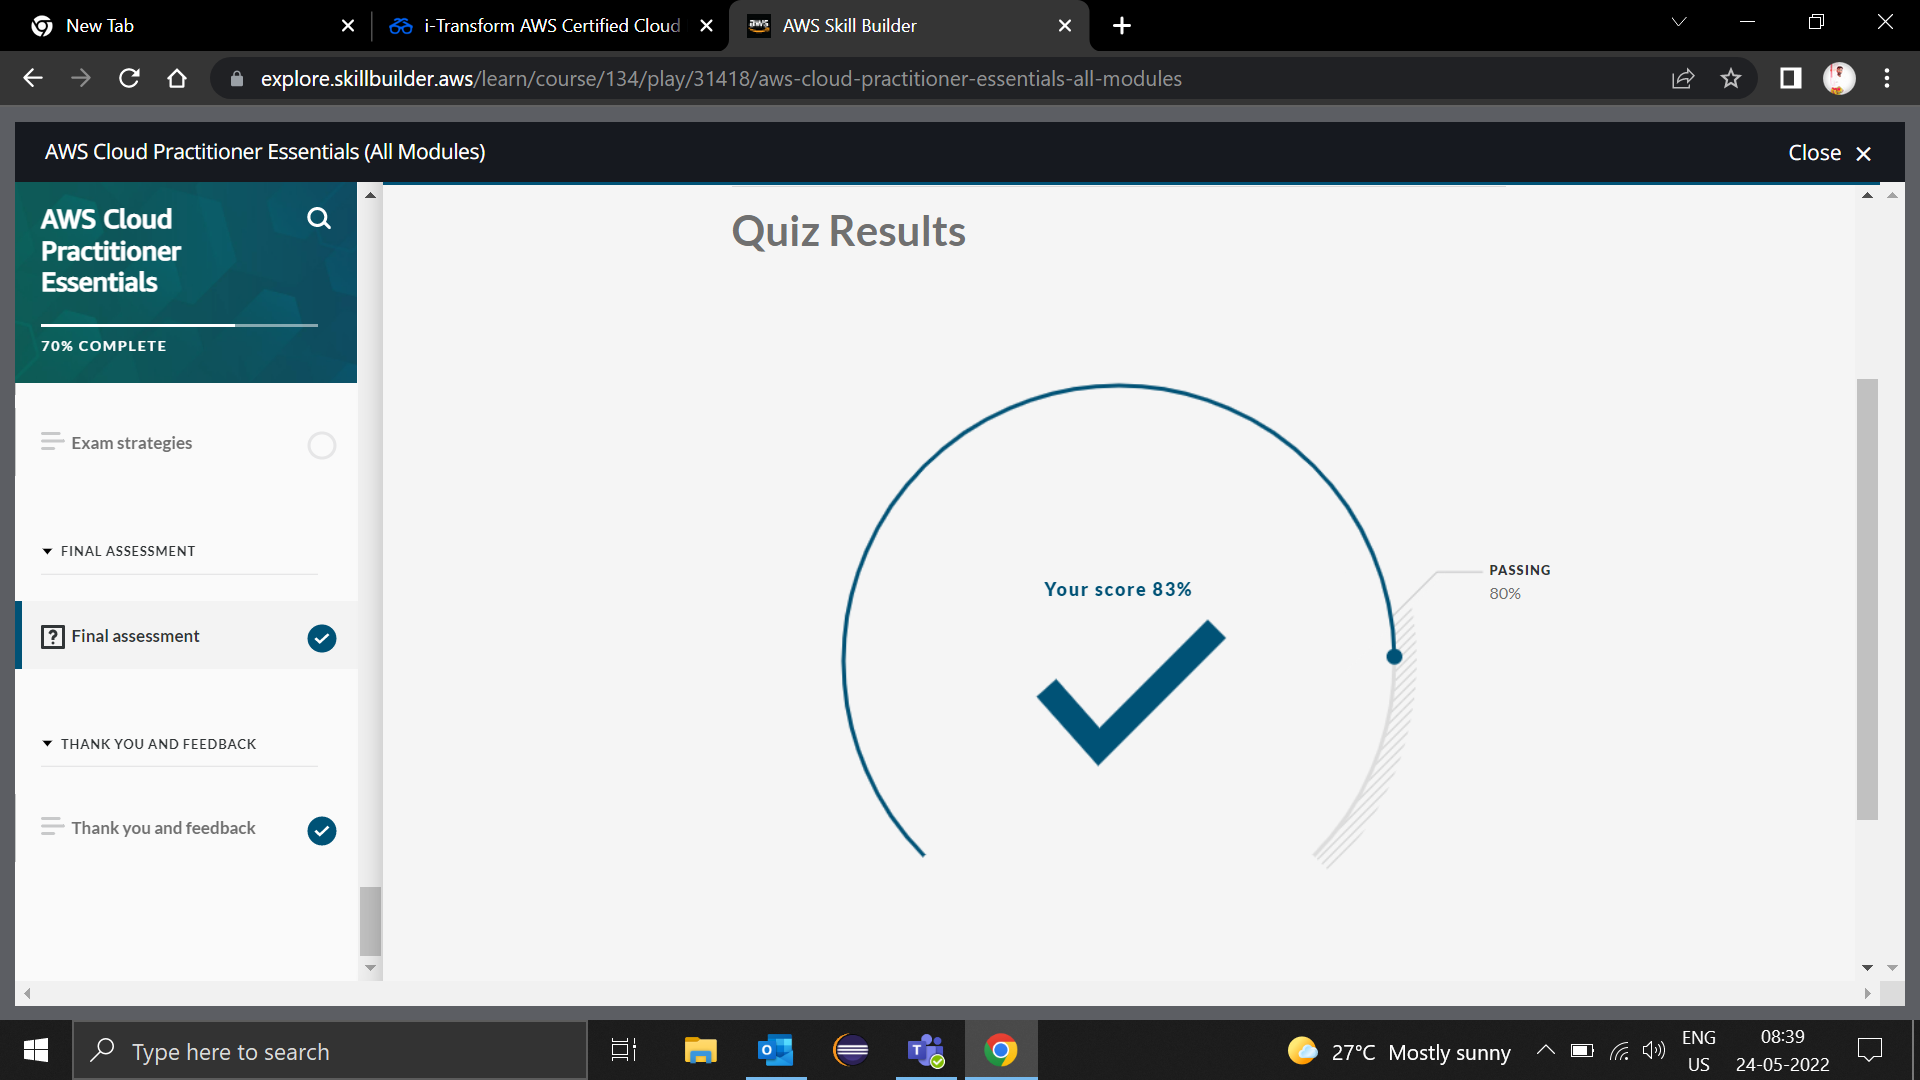 New Tab
i-Transform AWS Certified Cloud
aws
AWS Skill Builder
explore.skillbuilder.aws/learn/course/134/play/31418/aws-cloud-practitioner-essentials-all-modules
AWS Cloud Practitioner Essentials (All Modules)
Close
AWS Cloud
Practitioner
Essentials
70% COMPLETE
Exam strategies
FINAL ASSESSMENT
? Final assessment
THANK YOU AND FEEDBACK
Thank you and feedback
Quiz Results
Your score 83%
PASSING
80%
Type here to search
27°C Mostly sunny
ENG
US
08:39
24-05-2022